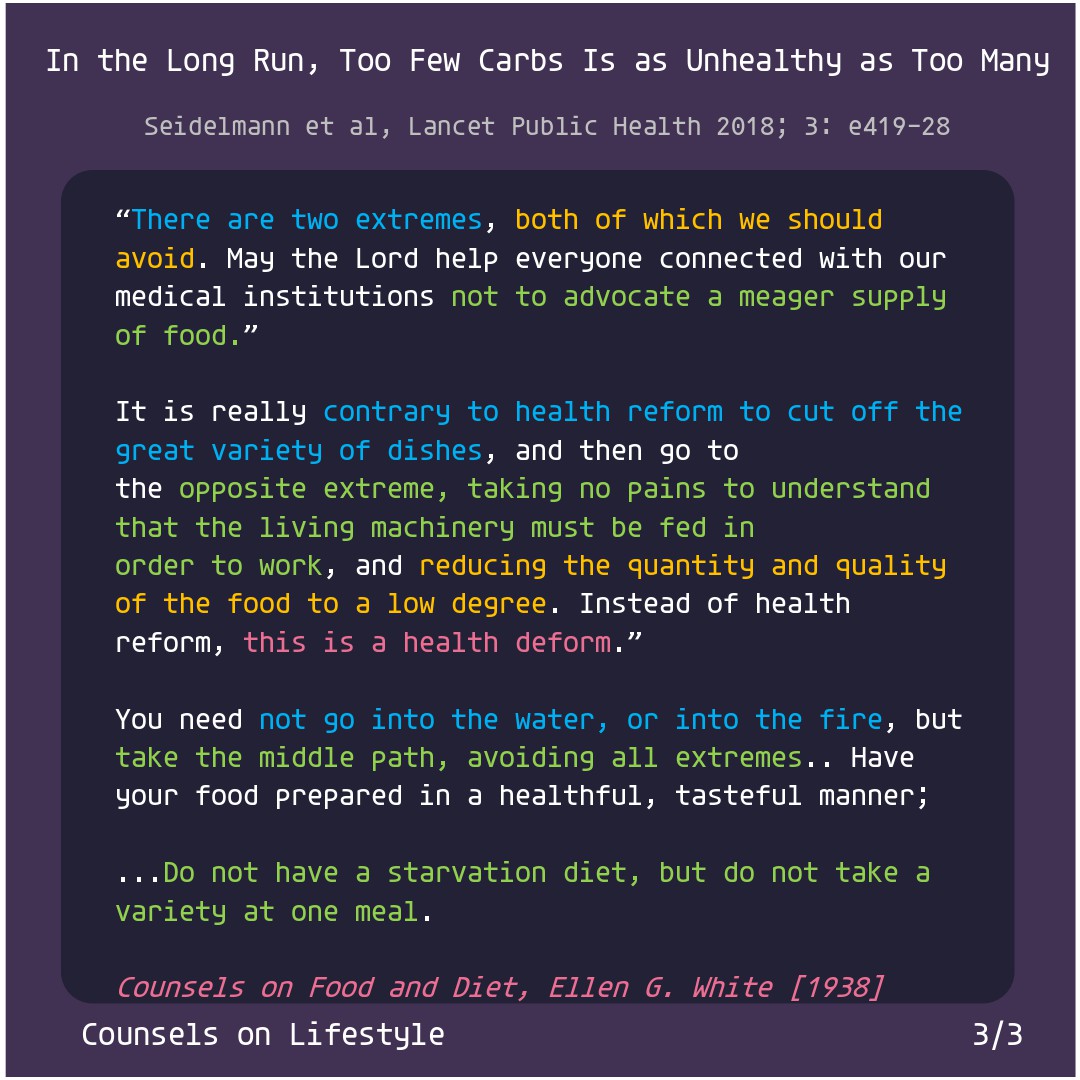 In the Long Run, Too Few Carbs Is as Unhealthy as Too Many
Seidelmann et al, Lancet Public Health 2018; 3: e419-28
“There are two extremes, both of which we should
avoid. May the Lord help everyone connected with our
medical institutions not to advocate a meager supply
of food.”
It is really contrary to health reform to cut off the
great variety of dishes, and then go to
the opposite extreme, taking no pains to understand
that the living machinery must be fed in
order to work, and reducing the quantity and quality
of the food to a low degree. Instead of health
reform, this is a health deform.”
You need not go into the water, or into the fire, but
take the middle path, avoiding all extremes.. Have
your food prepared in a healthful, tasteful manner;
...Do not have a starvation diet, but do not take a
variety at one meal.
Counsels on Food and Diet, Ellen G. White [1938]
Counsels on Lifestyle
3/3